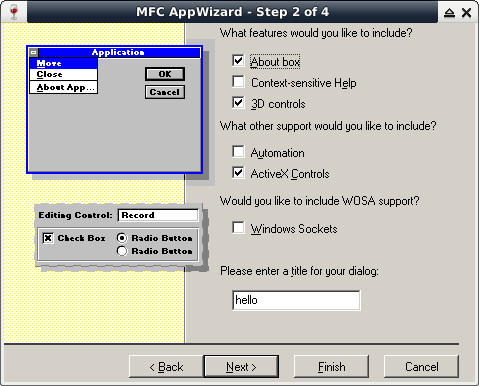 MFC AppWizard - Step 2 of 4
Application
Move
Close
About App...
OK
Cancel
Editing Control: Record
Check Box
Radio Button
Radio Button
What features would you like to include?
About box
Context-sensitive Help
3D controls
What other support would you like to include?
Automation
ActiveX Controls
Would you like to include WOSA support?
Windows Sockets
Please enter a title for your dialog:
hello
< Back
Next >
Finish
Cancel